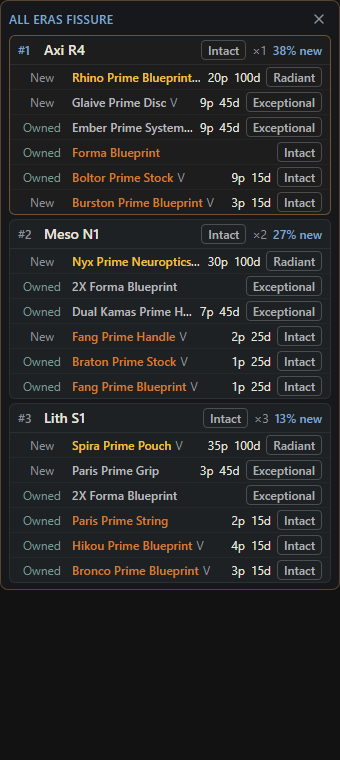 ALL ERAS FISSURE ×
#1 Axi R4 Intact ×1 38% new
New Rhino Prime Blueprint... 20p 100d Radiant
New Glaive Prime Disc V 9p 45d Exceptional
Owned Ember Prime System... 9p 45d Exceptional
Owned Forma Blueprint Intact
Owned Boltor Prime Stock V 9p 15d Intact
New Burston Prime Blueprint V 3p 15d Intact
#2 Meso N1 Intact ×2 27% new
New Nyx Prime Neuroptics... 30p 100d Radiant
Owned 2X Forma Blueprint Exceptional
Owned Dual Kamas Prime H... 7p 45d Exceptional
New Fang Prime Handle V 2p 25d Intact
Owned Braton Prime Stock V 1p 25d Intact
Owned Fang Prime Blueprint V 1p 25d Intact
#3 Lith S1 Intact ×3 13% new
New Spira Prime Pouch V 35p 100d Radiant
New Paris Prime Grip 3p 45d Exceptional
Owned 2X Forma Blueprint Exceptional
Owned Paris Prime String 2p 15d Intact
Owned Hikou Prime Blueprint V 4p 15d Intact
Owned Bronco Prime Blueprint V 3p 15d Intact